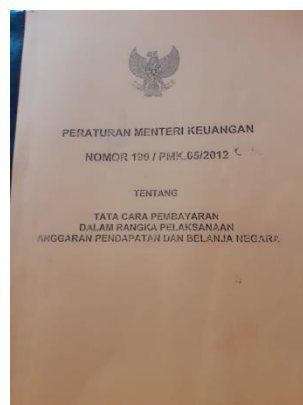 PERATURAN MENTERI KEUANGAN
NOMOR 190 / PMK.05/2012
TENTANG
TATA CARA PEMBAYARAN
DALAM RANGKA PELAKSANAAN
ANGGARAN PENDAPATAN DAN BELANJA NEGARA